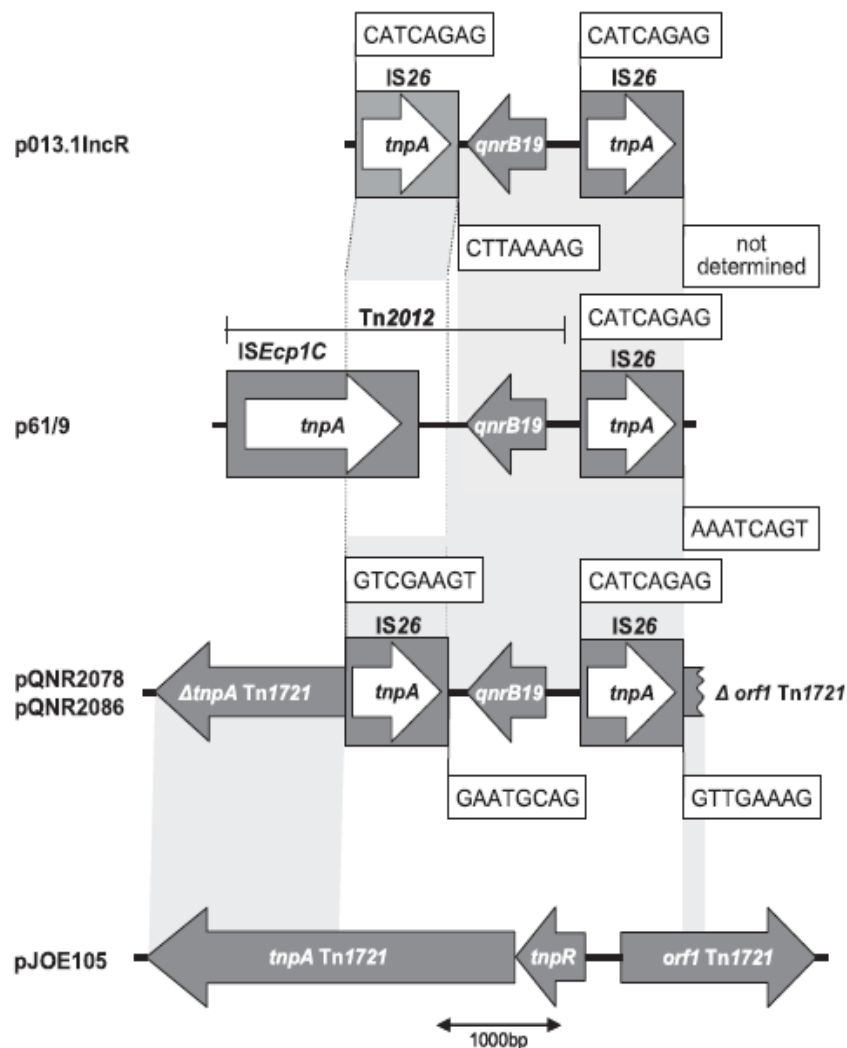 CATCAGAG CATCAGAG
IS26 IS26
p013.1IncR tnpA qnrB19 tnpA
CTTAAAAG not
determined
Tn2012 CATCAGAG
ISEcp1C IS26
p61/9 tnpA qnrB19 tnpA
AAATCAGT
GTCGAAGT CATCAGAG
IS26 IS26
pQNR2078
pQNR2086
ΔtnpA Tn1721 tnpA qnrB19 tnpA Δ orf1 Tn1721
GAATGCAG GTTGAAAG
pJOE105 tnpA Tn1721 tnpR orf1 Tn1721
1000bp